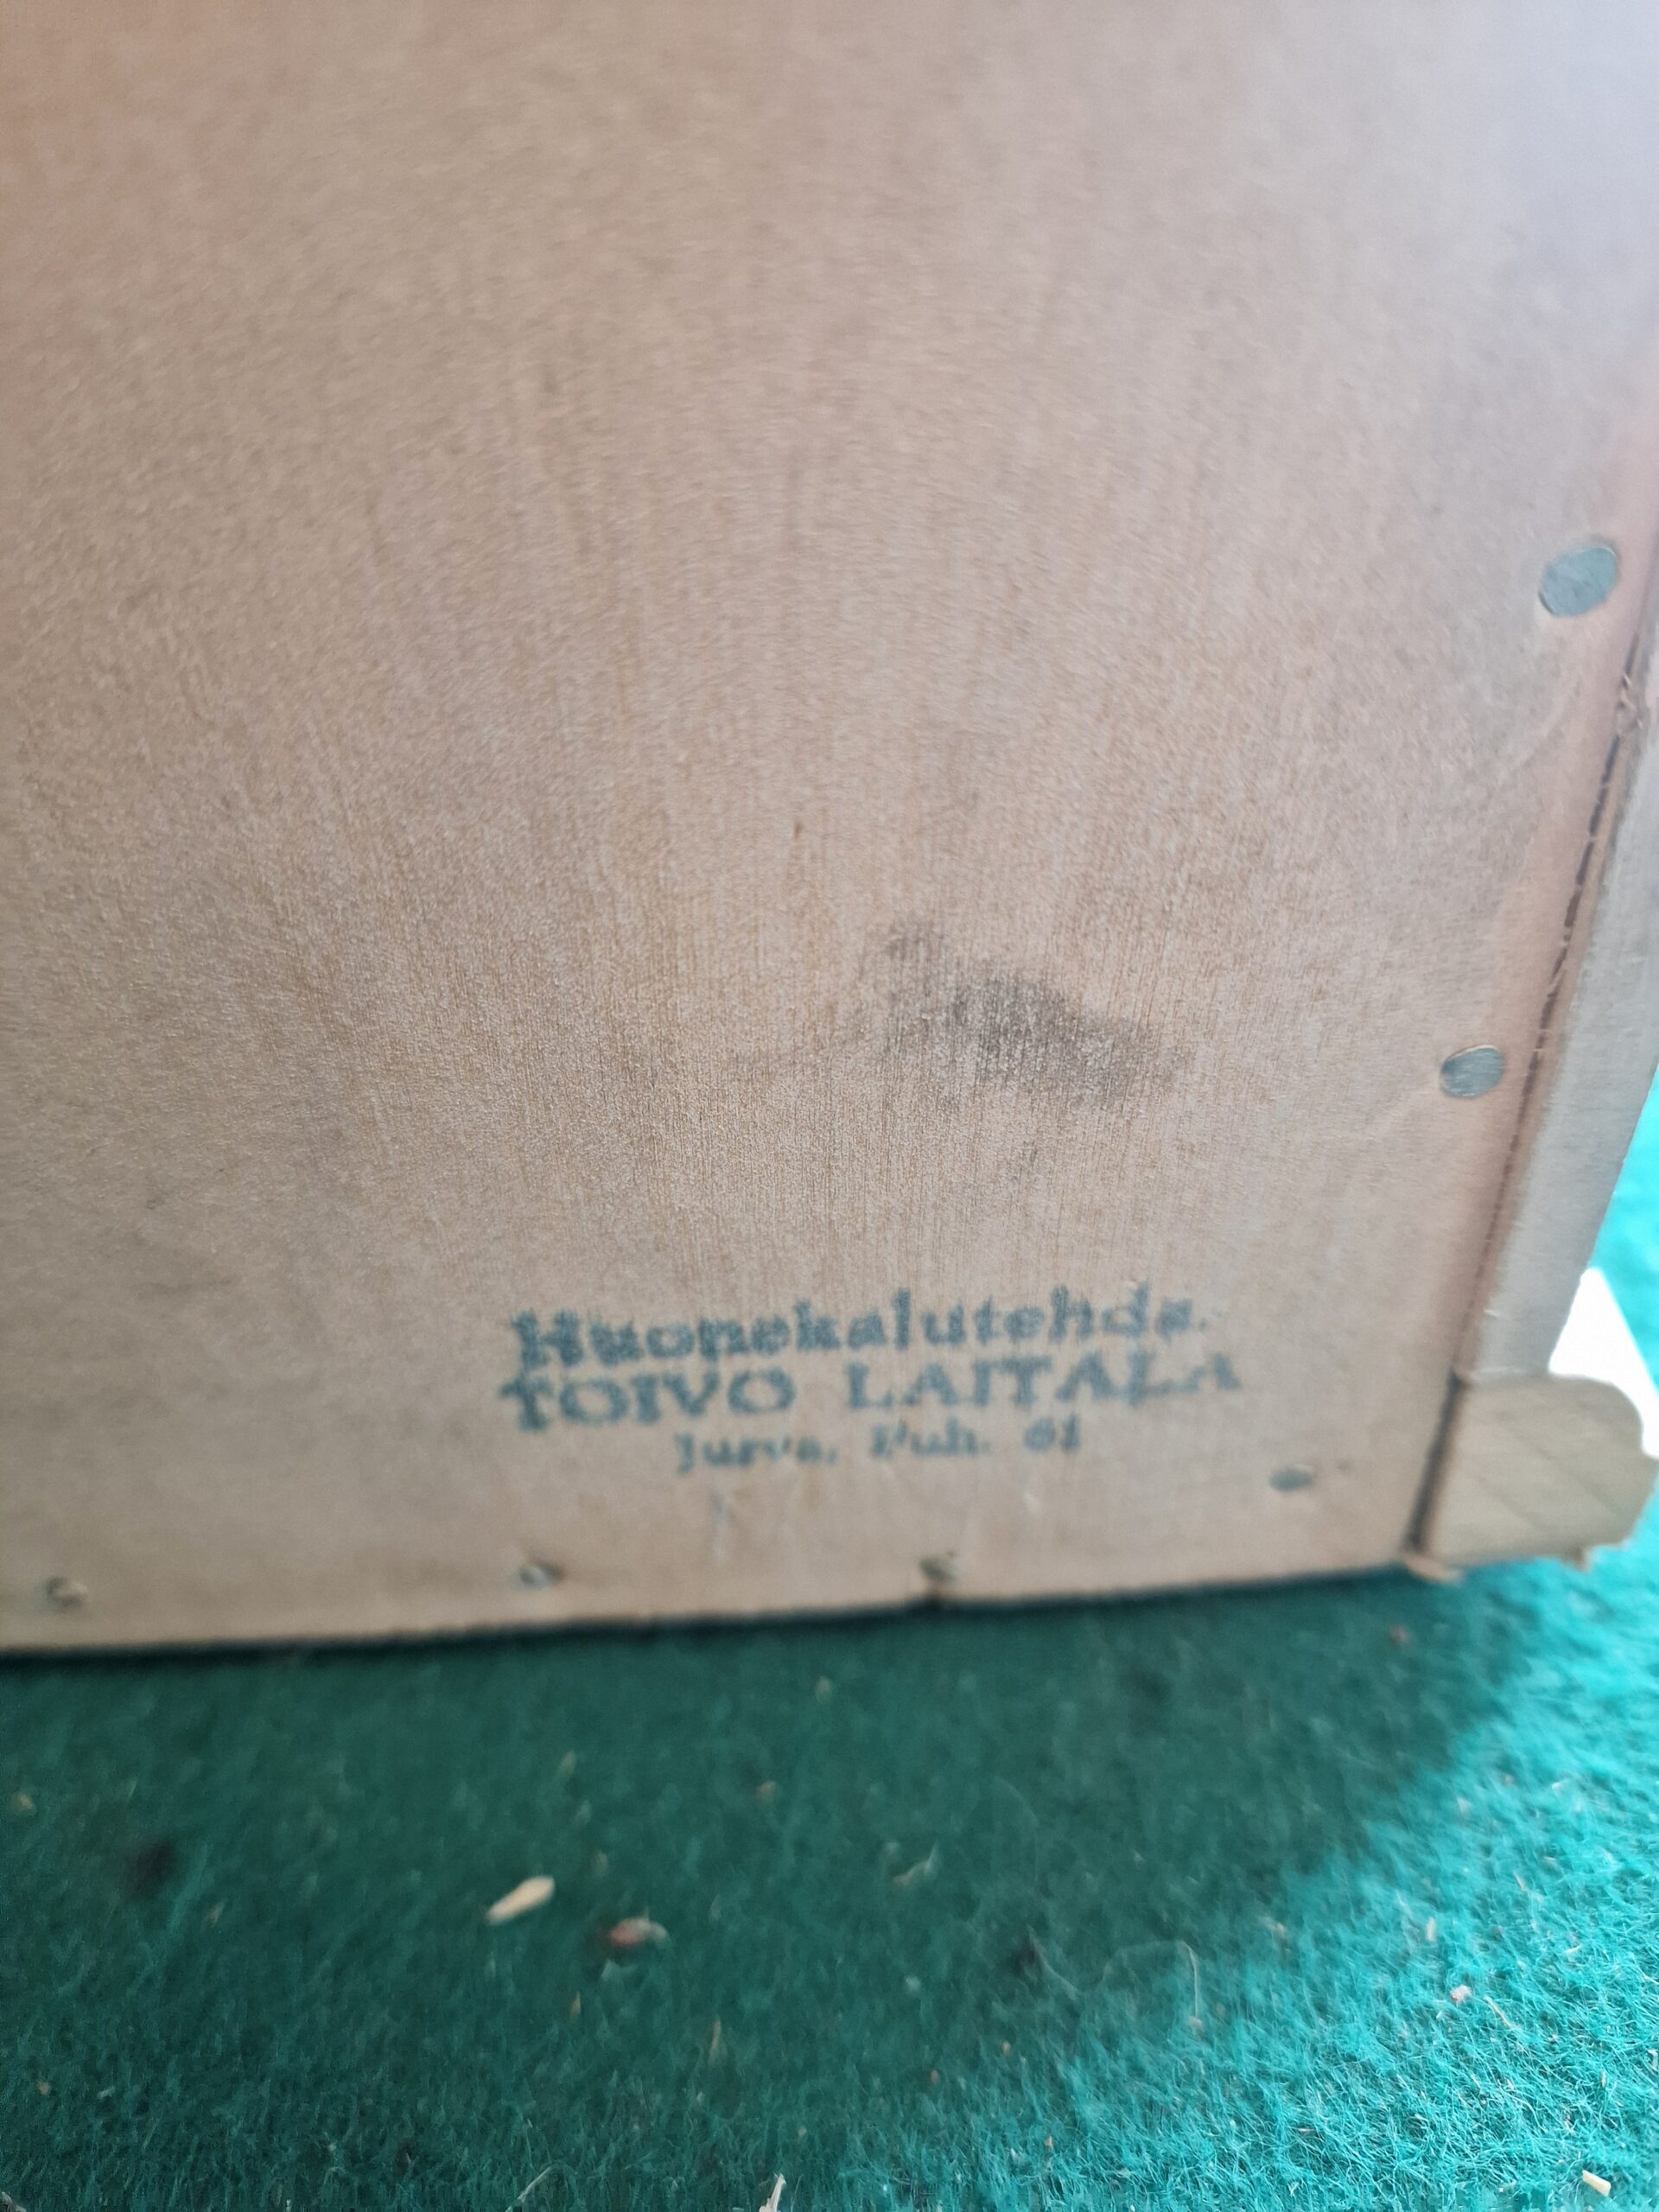 Huonekalutehdas
TOIVO LAITALA
Jurva, Puh. 61